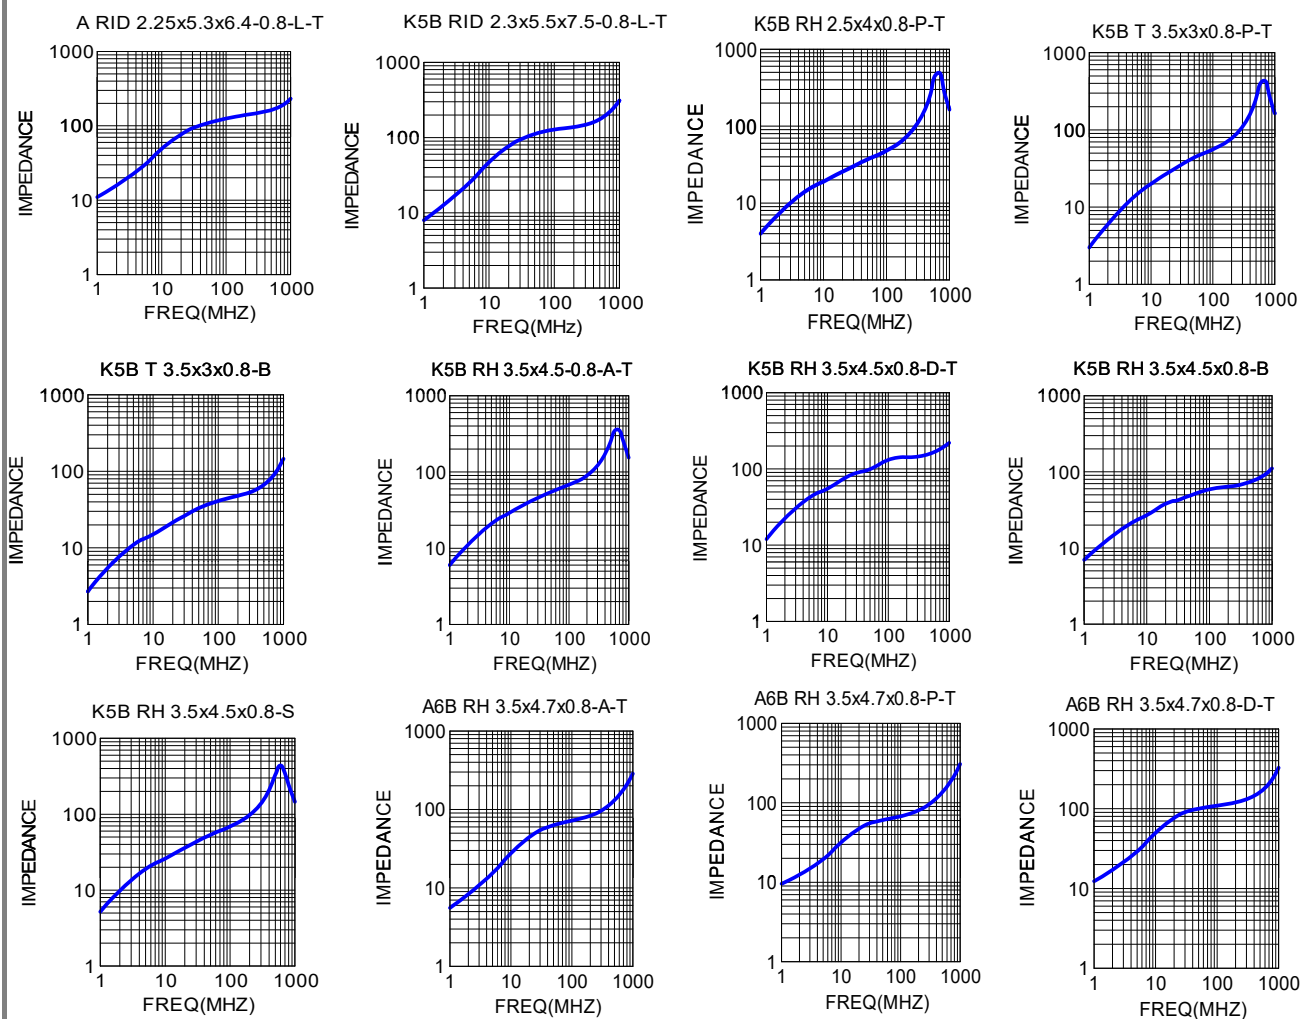 A RID 2.25x5.3x6.4-0.8-L-T
1000
100
10
1
IMPEDANCE
1 10 100 1000
FREQ(MHZ)
K5B RID 2.3x5.5x7.5-0.8-L-T
1000
100
10
1
IMPEDANCE
1 10 100 1000
FREQ(MHz)
K5B RH 2.5x4x0.8-P-T
1000
100
10
1
IMPEDANCE
1 10 100 1000
FREQ(MHZ)
K5B T 3.5x3x0.8-P-T
1000
100
10
1
IMPEDANCE
1 10 100 1000
FREQ(MHZ)
K5B T 3.5x3x0.8-B
1000
100
10
1
IMPEDANCE
1 10 100 1000
FREQ(MHZ)
K5B RH 3.5x4.5-0.8-A-T
1000
100
10
1
IMPEDANCE
1 10 100 1000
FREQ(MHZ)
K5B RH 3.5x4.5x0.8-D-T
1000
100
10
1
IMPEDANCE
1 10 100 1000
FREQ(MHZ)
K5B RH 3.5x4.5x0.8-B
1000
100
10
1
IMPEDANCE
1 10 100 1000
FREQ(MHZ)
K5B RH 3.5x4.5x0.8-S
1000
100
10
1
IMPEDANCE
1 10 100 1000
FREQ(MHZ)
A6B RH 3.5x4.7x0.8-A-T
1000
100
10
1
IMPEDANCE
1 10 100 1000
FREQ(MHZ)
A6B RH 3.5x4.7x0.8-P-T
1000
100
10
1
IMPEDANCE
1 10 100 1000
FREQ(MHZ)
A6B RH 3.5x4.7x0.8-D-T
1000
100
10
1
IMPEDANCE
1 10 100 1000
FREQ(MHZ)